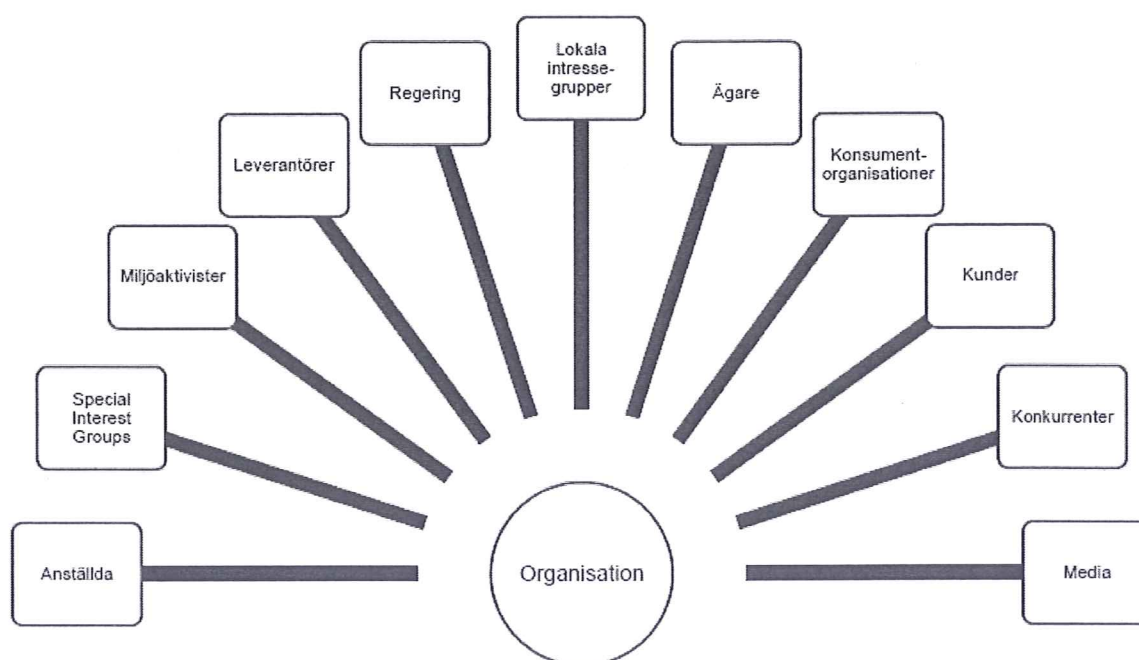 Lokala
intresse-
grupper
Regering
Ägare
Leverantörer
Konsument-
organisationer
Miljöaktivister
Kunder
Special
Interest
Groups
Konkurrenter
Anställda
Organisation
Media